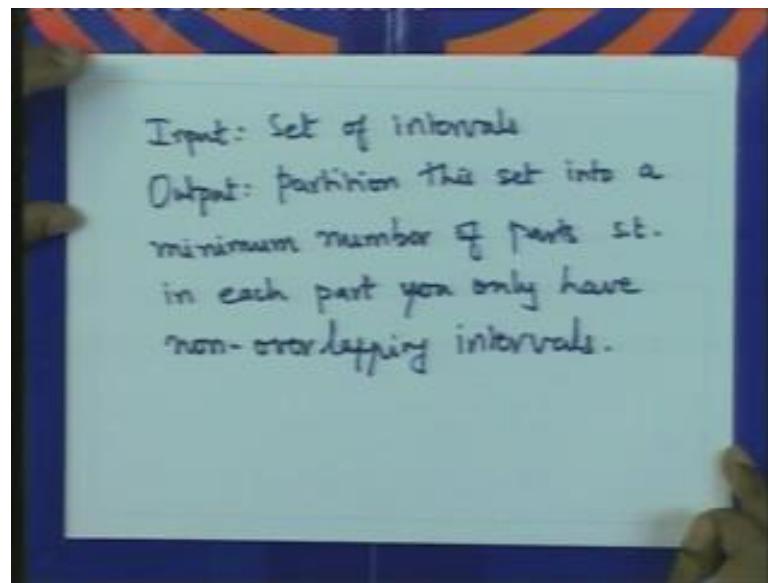 Input: Set of intervals
Output: Partition this set into a
minimum number of parts st.
in each part you only have
non-overlapping intervals.